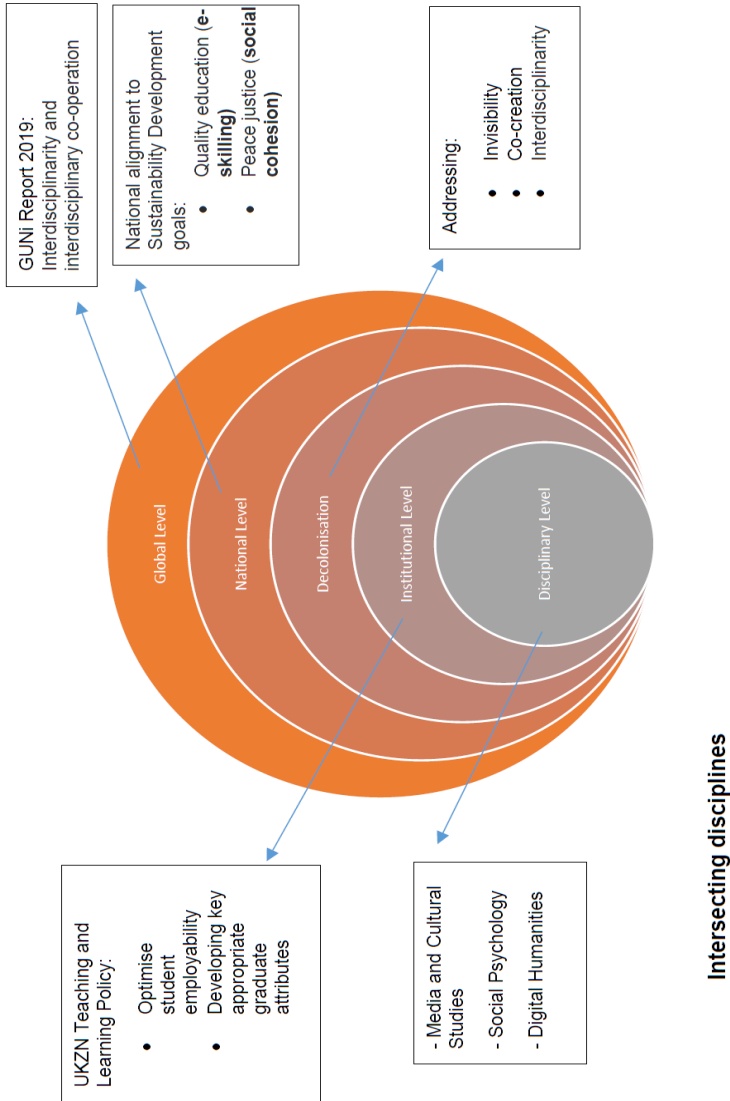 GUNi Report 2019:
Interdisciplinarity and
interdisciplinary co-operation
National alignment to
Sustainability Development
goals:
• Quality education (e-
skilling)
• Peace justice (social
cohesion)
Addressing:
• Invisibility
• Co-creation
• Interdisciplinarity
Global Level
National Level
Decolonisation
Institutional Level
Disciplinary Level
UKZN Teaching and
Learning Policy:
• Optimise
student
employability
• Developing key
appropriate
graduate
attributes
- Media and Cultural
Studies
- Social Psychology
- Digital Humanities
Intersecting disciplines